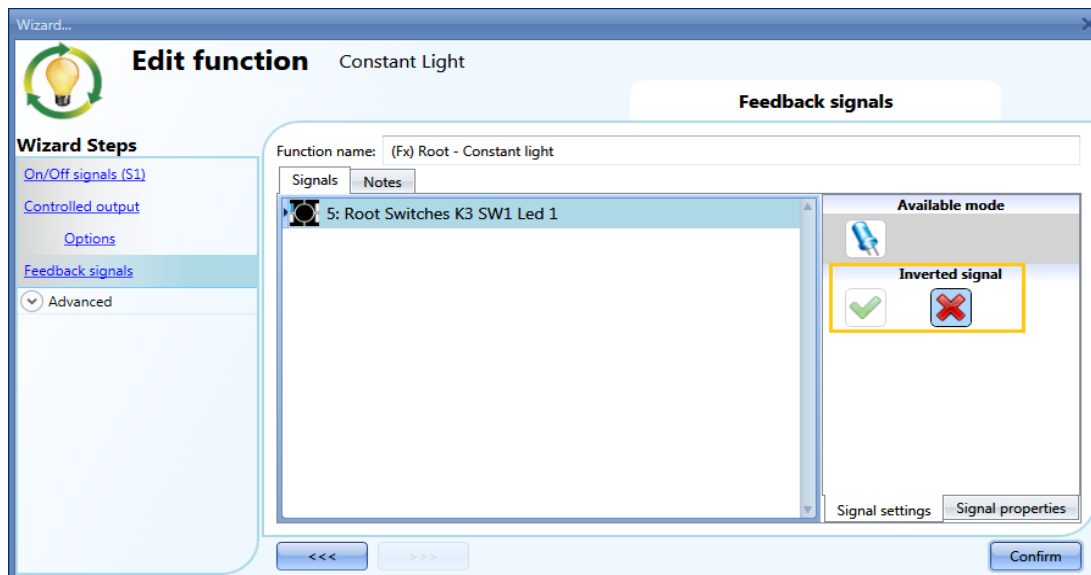 Wizard...
Edit function Constant Light
Feedback signals
Wizard Steps
On/Off signals (S1)
Controlled output
Options
Feedback signals
Advanced
Function name: (Fx) Root - Constant light
Signals Notes
5: Root Switches K3 SW1 Led 1
Available mode
Inverted signal
Signal settings Signal properties
<<< >>> Confirm